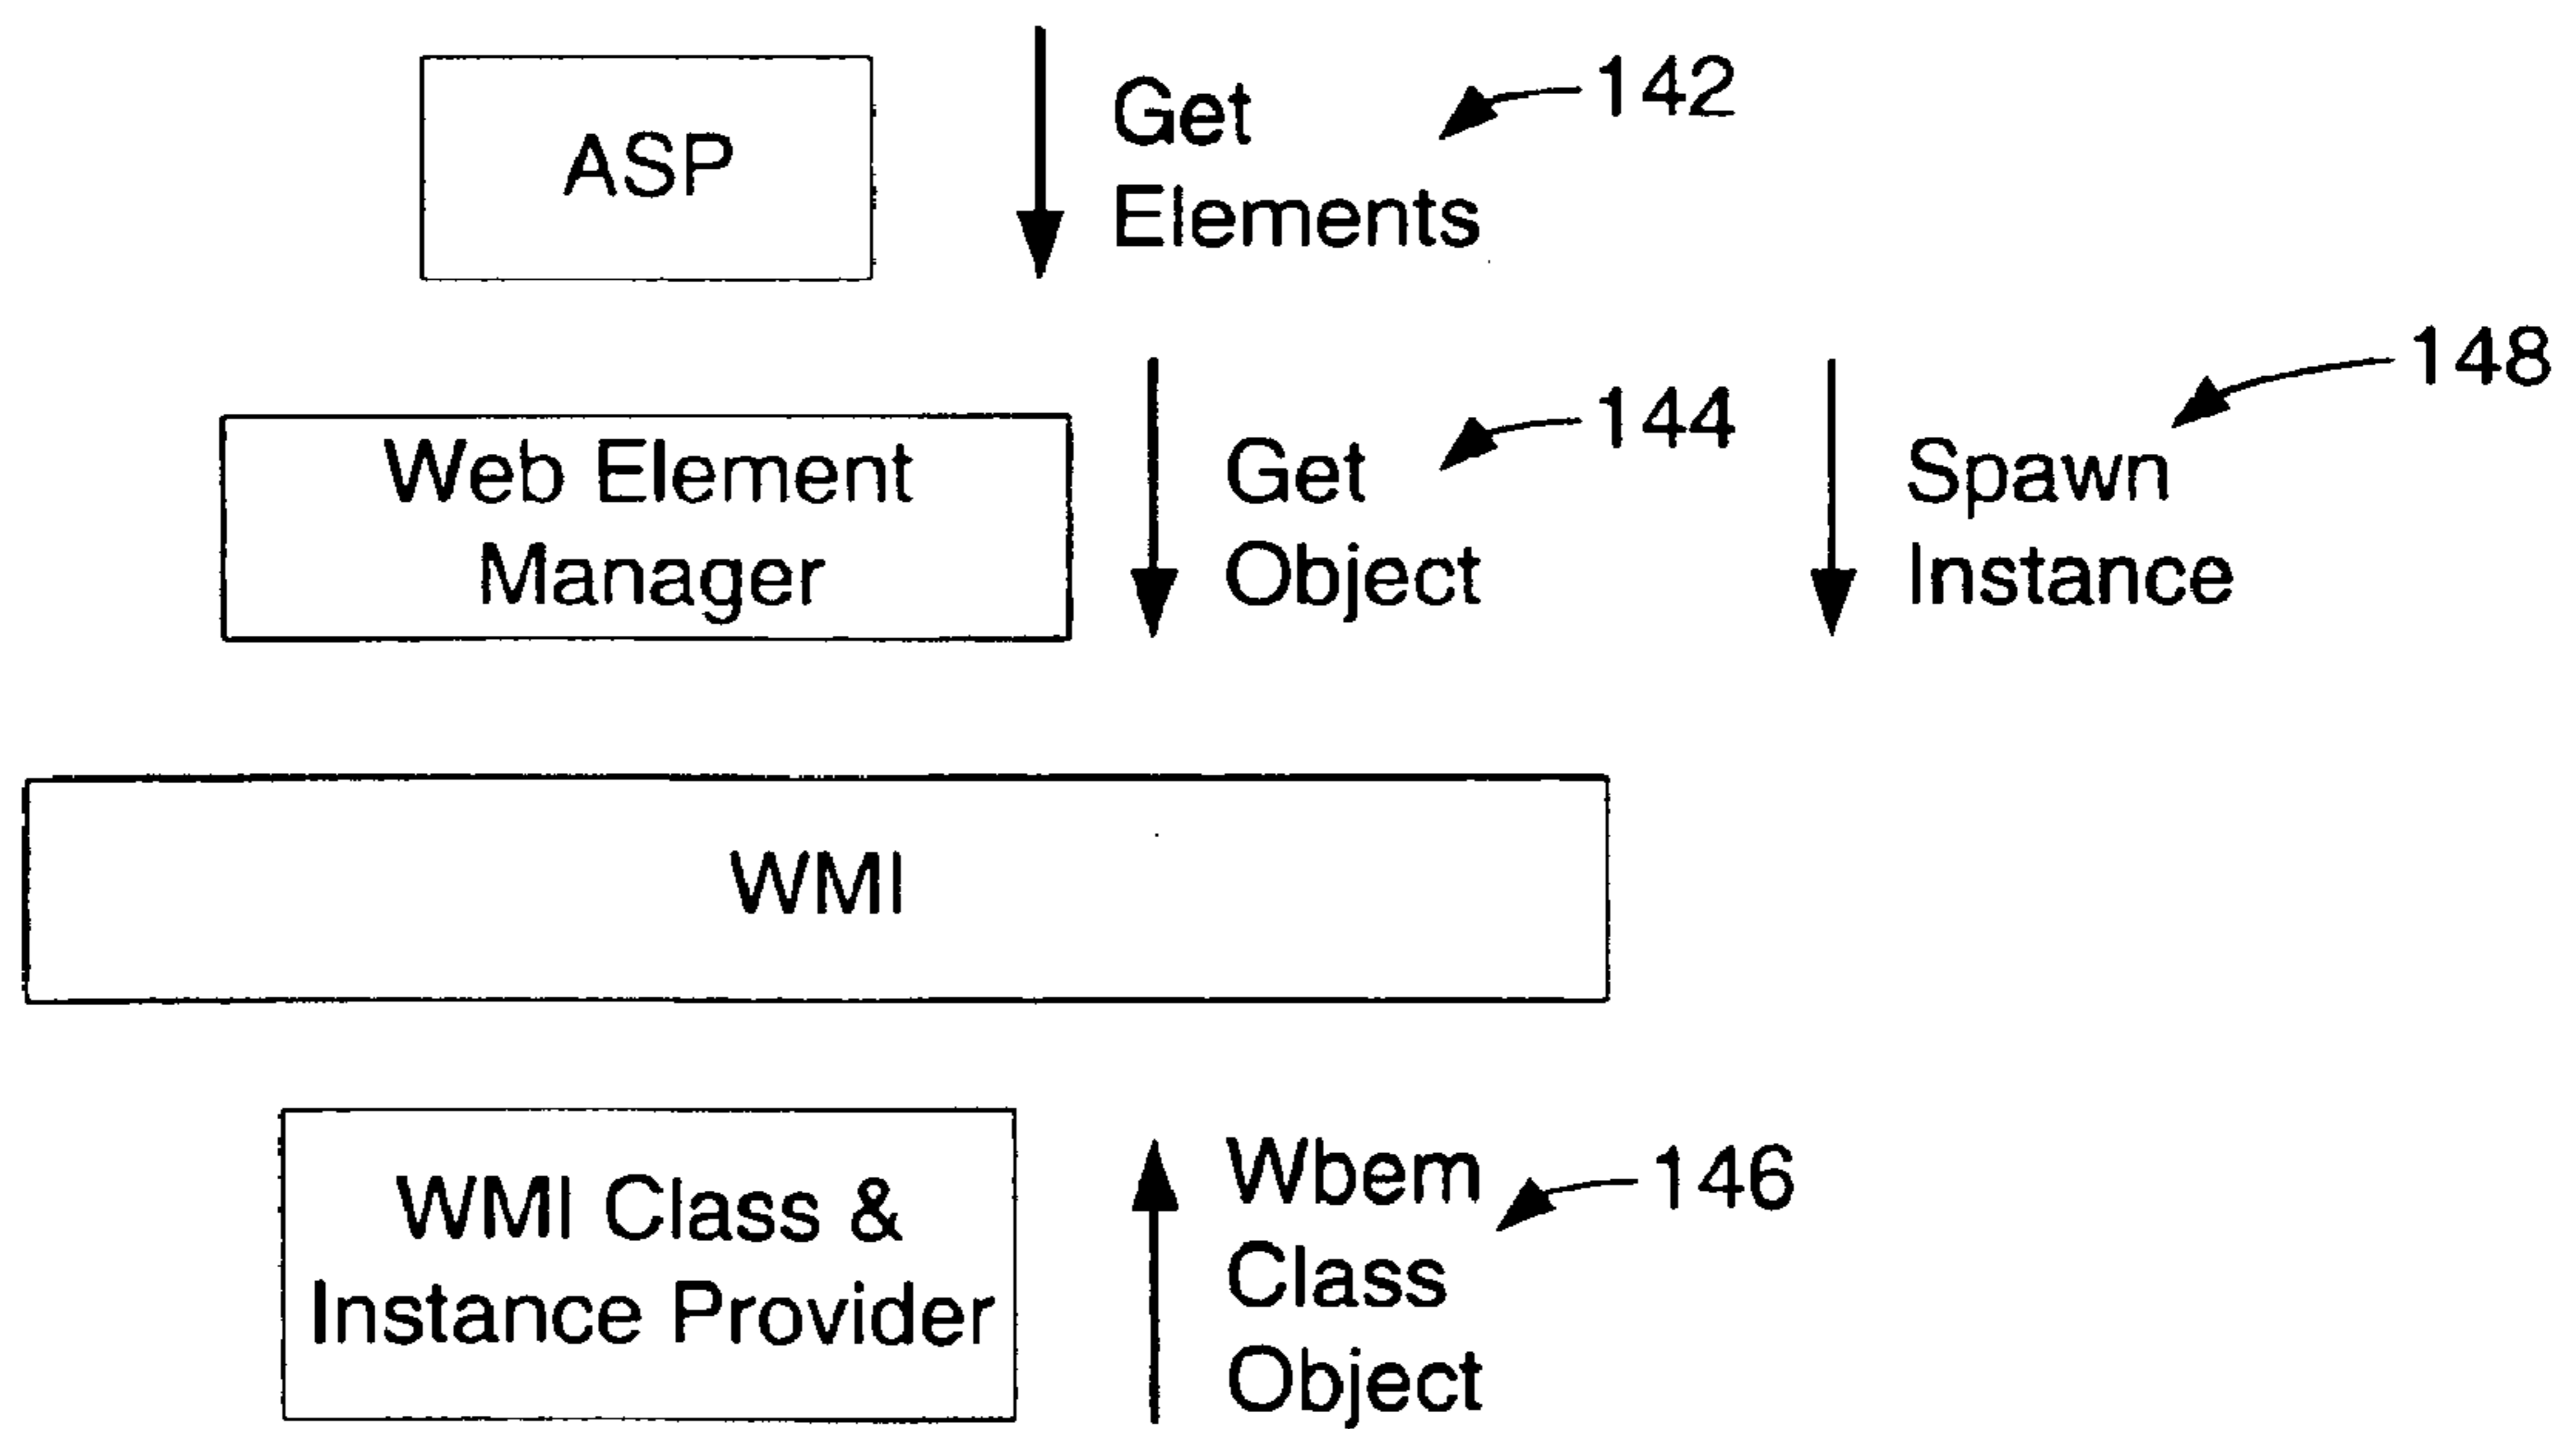 ASP
Get
Elements
142
Web Element
Manager
Get
Object
144
Spawn
Instance
148
WMI
WMI Class &
Instance Provider
Wbem
Class
Object
146